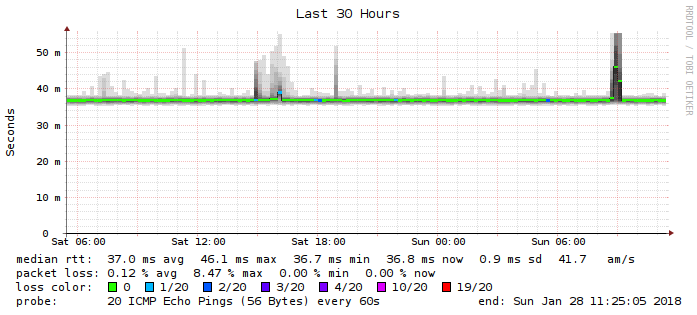 Last 30 Hours
RRDTOOL / TOBI OETIKER
Seconds
50 m
40 m
30 m
20 m
10 m
0
Sat 06:00 Sat 12:00 Sat 18:00 Sun 00:00 Sun 06:00
median rtt: 37.0 ms avg 46.1 ms max 36.7 ms min 36.8 ms now 0.9 ms sd 41.7 am/s
packet loss: 0.12 % avg 8.47 % max 0.00 % min 0.00 % now
loss color: 0 1/20 2/20 3/20 4/20 10/20 19/20
probe: 20 ICMP Echo Pings (56 Bytes) every 60s end: Sun Jan 28 11:25:05 2018